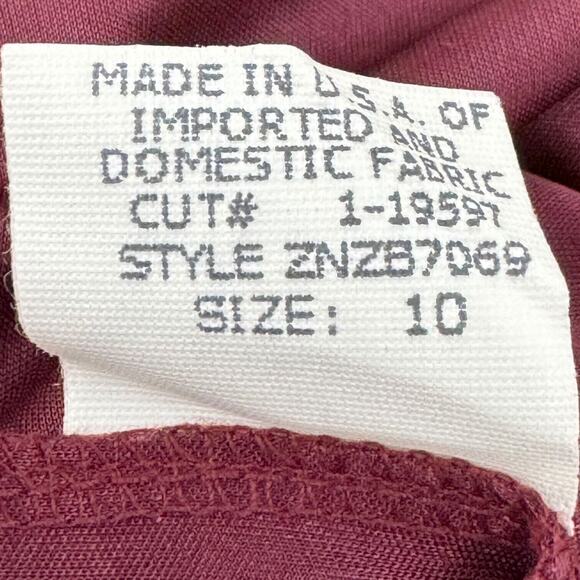 MADE IN U.S.A. OF
IMPORTED AND
DOMESTIC FABRIC
CUT# 1-19597
STYLE ZNZB7069
SIZE: 10